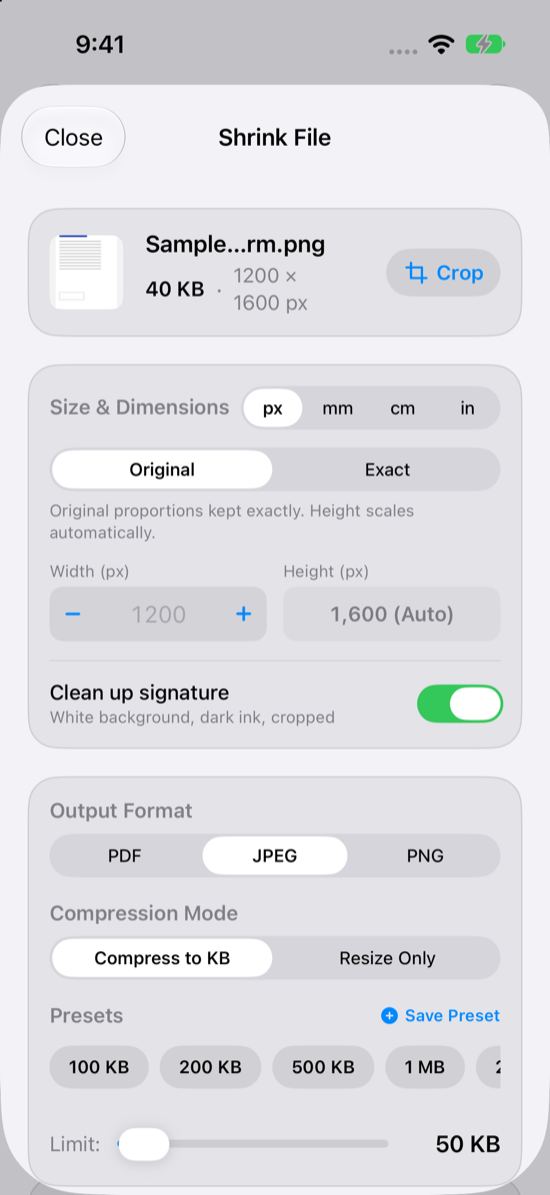 9:41
Close
Shrink File
Sample...rm.png
40 KB · 1200 ×
1600 px
Crop
Size & Dimensions
px mm cm in
Original Exact
Original proportions kept exactly. Height scales
automatically.
Width (px) Height (px)
− 1200 + 1,600 (Auto)
Clean up signature
White background, dark ink, cropped
Output Format
PDF JPEG PNG
Compression Mode
Compress to KB Resize Only
Presets
Save Preset
100 KB 200 KB 500 KB 1 MB
Limit: 50 KB